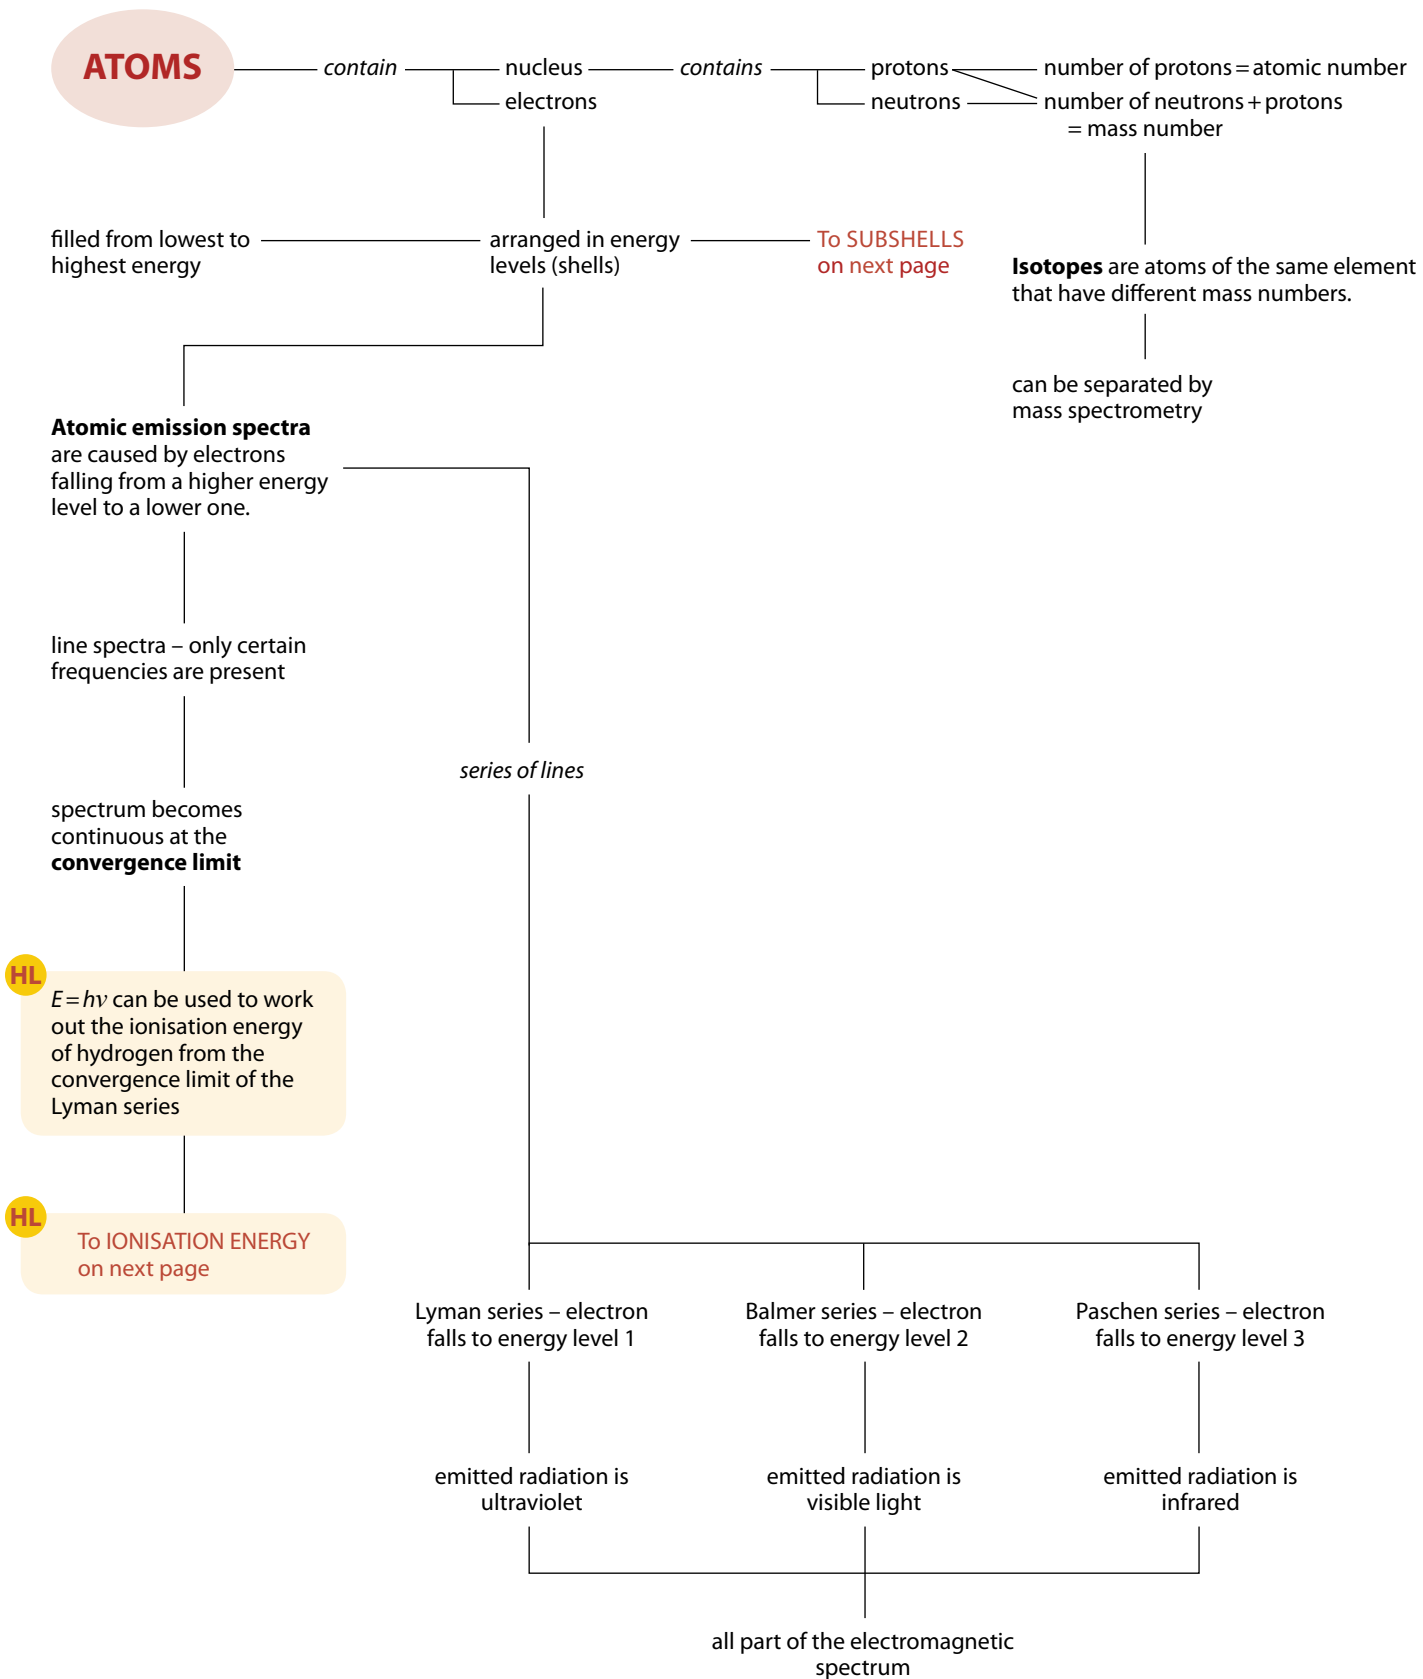 ATOMS
contain
nucleus
contains
protons
number of protons = atomic number
electrons
neutrons
number of neutrons + protons
= mass number
filled from lowest to
highest energy
arranged in energy
levels (shells)
To SUBSHELLS
on next page
Isotopes are atoms of the same element
that have different mass numbers.
can be separated by
mass spectrometry
Atomic emission spectra
are caused by electrons
falling from a higher energy
level to a lower one.
line spectra – only certain
frequencies are present
series of lines
spectrum becomes
continuous at the
convergence limit
HL
E = hν can be used to work
out the ionisation energy
of hydrogen from the
convergence limit of the
Lyman series
HL
To IONISATION ENERGY
on next page
Lyman series – electron
falls to energy level 1
Balmer series – electron
falls to energy level 2
Paschen series – electron
falls to energy level 3
emitted radiation is
ultraviolet
emitted radiation is
visible light
emitted radiation is
infrared
all part of the electromagnetic
spectrum